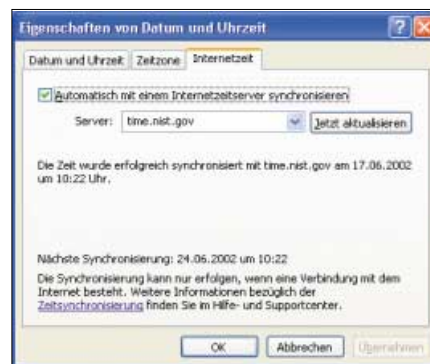 Eigenschaften von Datum und Uhrzeit
Datum und Uhrzeit Zeitzone Internetzeit
Automatisch mit einem Internetzeitserver synchronisieren
Server: time.nist.gov Jetzt aktualisieren
Die Zeit wurde erfolgreich synchronisiert mit time.nist.gov am 17.06.2002
um 10:22 Uhr.
Nächste Synchronisierung: 24.06.2002 um 10:22
Die Synchronisierung kann nur erfolgen, wenn eine Verbindung mit dem
Internet besteht. Weitere Informationen bezüglich der
Zeitsynchronisierung finden Sie im Hilfe- und Supportcenter.
OK Abbrechen Übernehmen